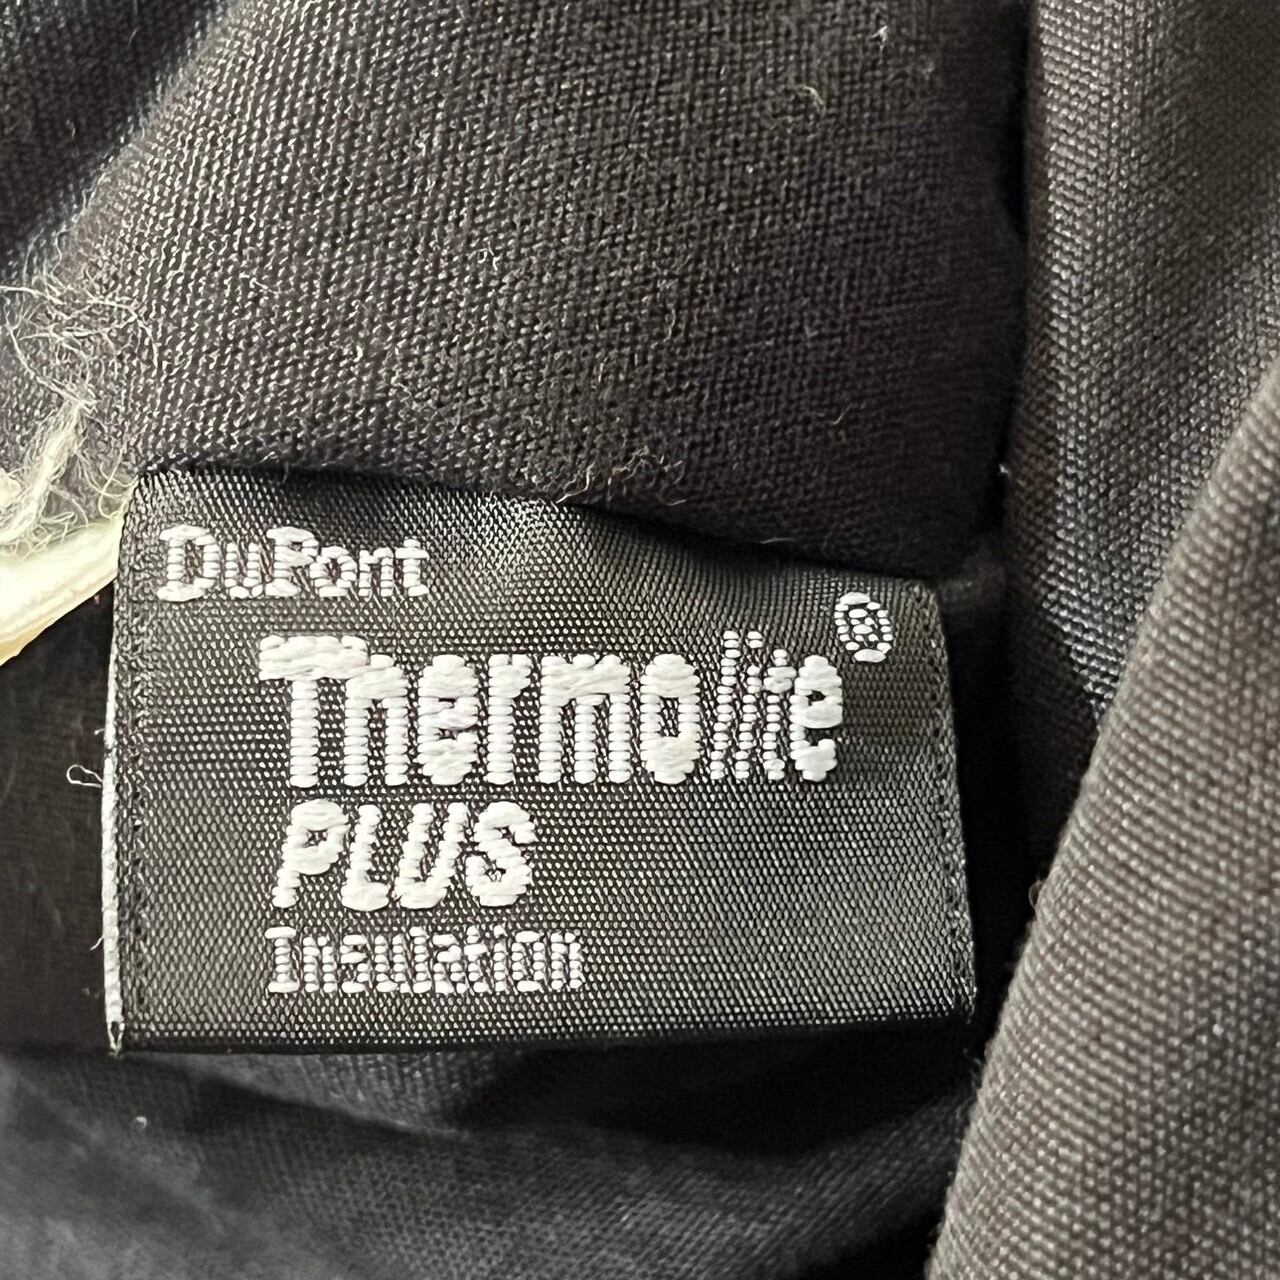 DuPont
Thermolite®
PLUS
Insulation